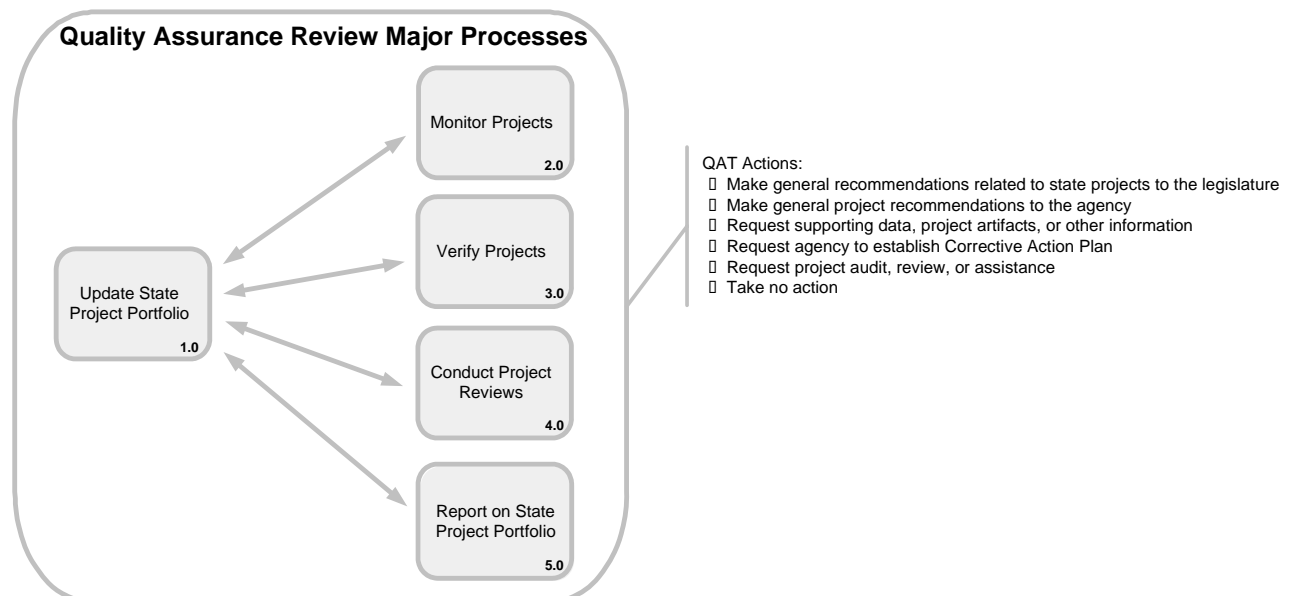 Quality Assurance Review Major Processes
Monitor Projects
2.0
Verify Projects
3.0
Update State
Project Portfolio
1.0
Conduct Project
Reviews
4.0
Report on State
Project Portfolio
5.0
QAT Actions:
▯ Make general recommendations related to state projects to the legislature
▯ Make general project recommendations to the agency
▯ Request supporting data, project artifacts, or other information
▯ Request agency to establish Corrective Action Plan
▯ Request project audit, review, or assistance
▯ Take no action